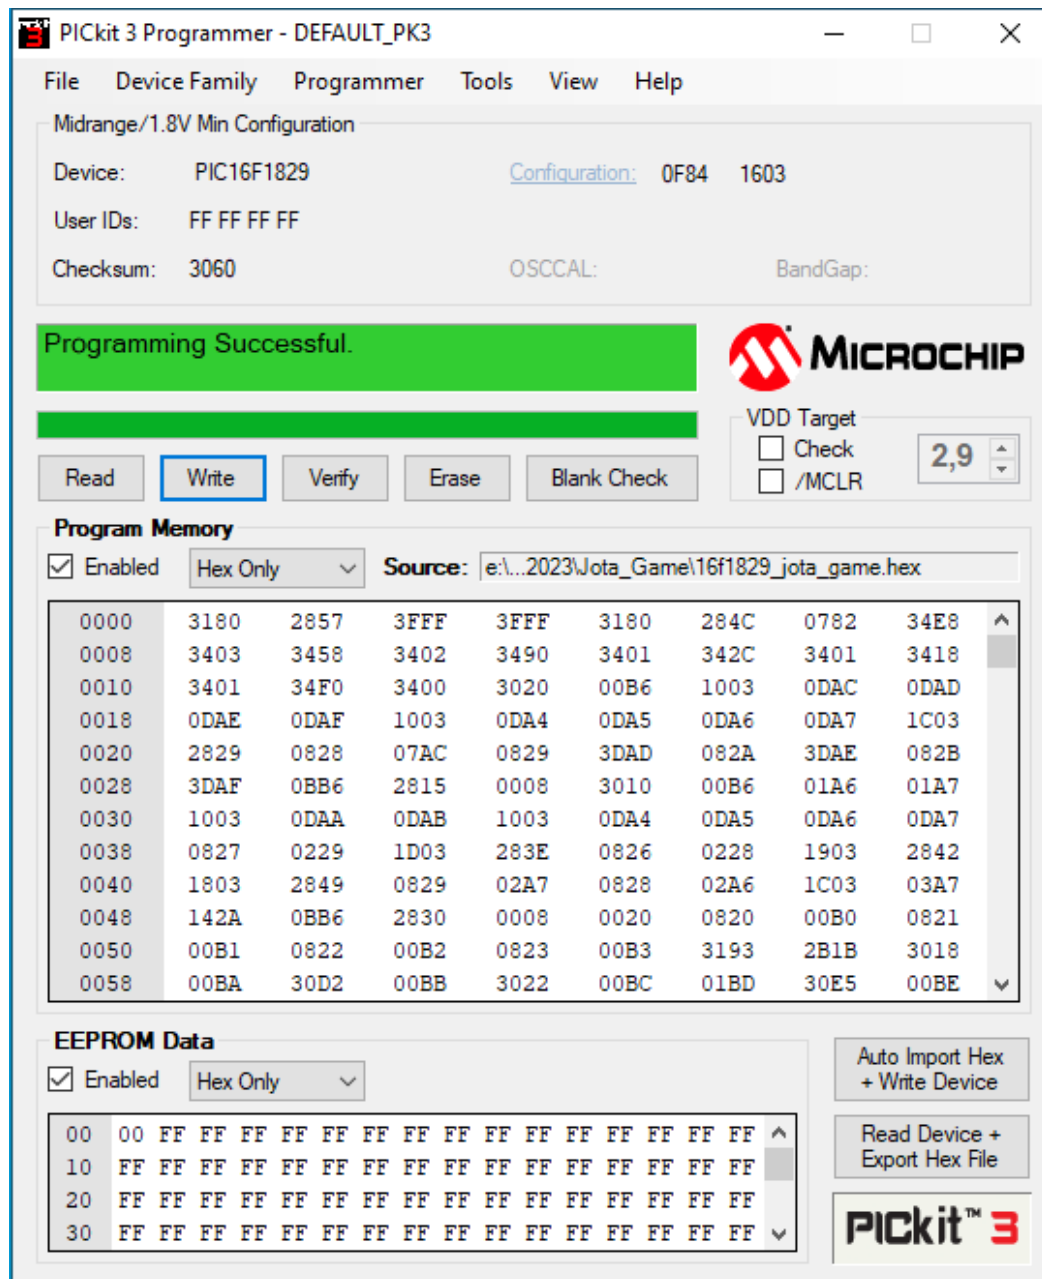 PICkit 3 Programmer - DEFAULT_PK3
File Device Family Programmer Tools View Help
Midrange/1.8V Min Configuration
Device: PIC16F1829 Configuration: 0F84 1603
User IDs: FF FF FF FF
Checksum: 3060 OSCCAL: BandGap:
Programming Successful.
MICROCHIP
VDD Target
Check
/MCLR
2,9
Read Write Verify Erase Blank Check
Program Memory
Enabled Hex Only Source: e:\...2023\Jota_Game\16f1829_jota_game.hex
0000 3180 2857 3FFF 3FFF 3180 284C 0782 34E8
0008 3403 3458 3402 3490 3401 342C 3401 3418
0010 3401 34F0 3400 3020 00B6 1003 0DAC 0DAD
0018 0DAE 0DAF 1003 0DA4 0DA5 0DA6 0DA7 1C03
0020 2829 0828 07AC 0829 3DAD 082A 3DAE 082B
0028 3DAF 0BB6 2815 0008 3010 00B6 01A6 01A7
0030 1003 0DAA 0DAB 1003 0DA4 0DA5 0DA6 0DA7
0038 0827 0229 1D03 283E 0826 0228 1903 2842
0040 1803 2849 0829 02A7 0828 02A6 1C03 03A7
0048 142A 0BB6 2830 0008 0020 0820 00B0 0821
0050 00B1 0822 00B2 0823 00B3 3193 2B1B 3018
0058 00BA 30D2 00BB 3022 00BC 01BD 30E5 00BE
EEPROM Data
Enabled Hex Only
00 00 FF FF FF FF FF FF FF FF FF FF FF FF FF FF FF
10 FF FF FF FF FF FF FF FF FF FF FF FF FF FF FF FF
20 FF FF FF FF FF FF FF FF FF FF FF FF FF FF FF FF
30 FF FF FF FF FF FF FF FF FF FF FF FF FF FF FF FF
Auto Import Hex
+ Write Device
Read Device +
Export Hex File
PICkit™ 3